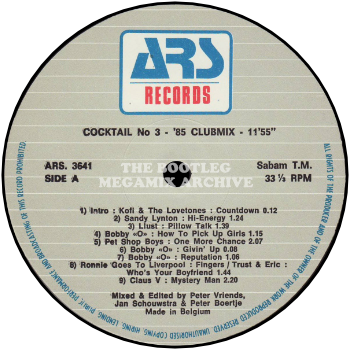 ARS
RECORDS
COCKTAIL No 3 - '85 CLUBMIX - 11'55"
ARS. 3641
SIDE A
Sabam T.M.
33 ⅓ RPM
THE BOOTLEG
MEGAMIX ARCHIVE
1) Intro : Kofi & The Lovetones : Countdown 0.12
2) Sandy Lynton : Hi-Energy 1.24
3) Llust : Pillow Talk 1.39
4) Bobby «O» : How To Pick Up Girls 1.15
5) Pet Shop Boys : One More Chance 2.07
6) Bobby «O» : Givin' Up 0.08
7) Bobby «O» : Reputation 1.06
8) Ronnie Goes To Liverpool : Fingers / Trust & Eric :
Who's Your Boyfriend 1.44
9) Claus V : Mystery Man 2.20
Mixed & Edited by Peter Vriends,
Jan Schouwstra & Peter Boertje
Made in Belgium
ALL RIGHTS OF THE PRODUCER AND OF THE OWNER OF THE WORK REPRODUCED RESERVED. UNAUTHORISED COPYING, HIRING, LENDING, PUBLIC PERFORMANCE, AND BROADCASTING OF THIS RECORD PROHIBITED